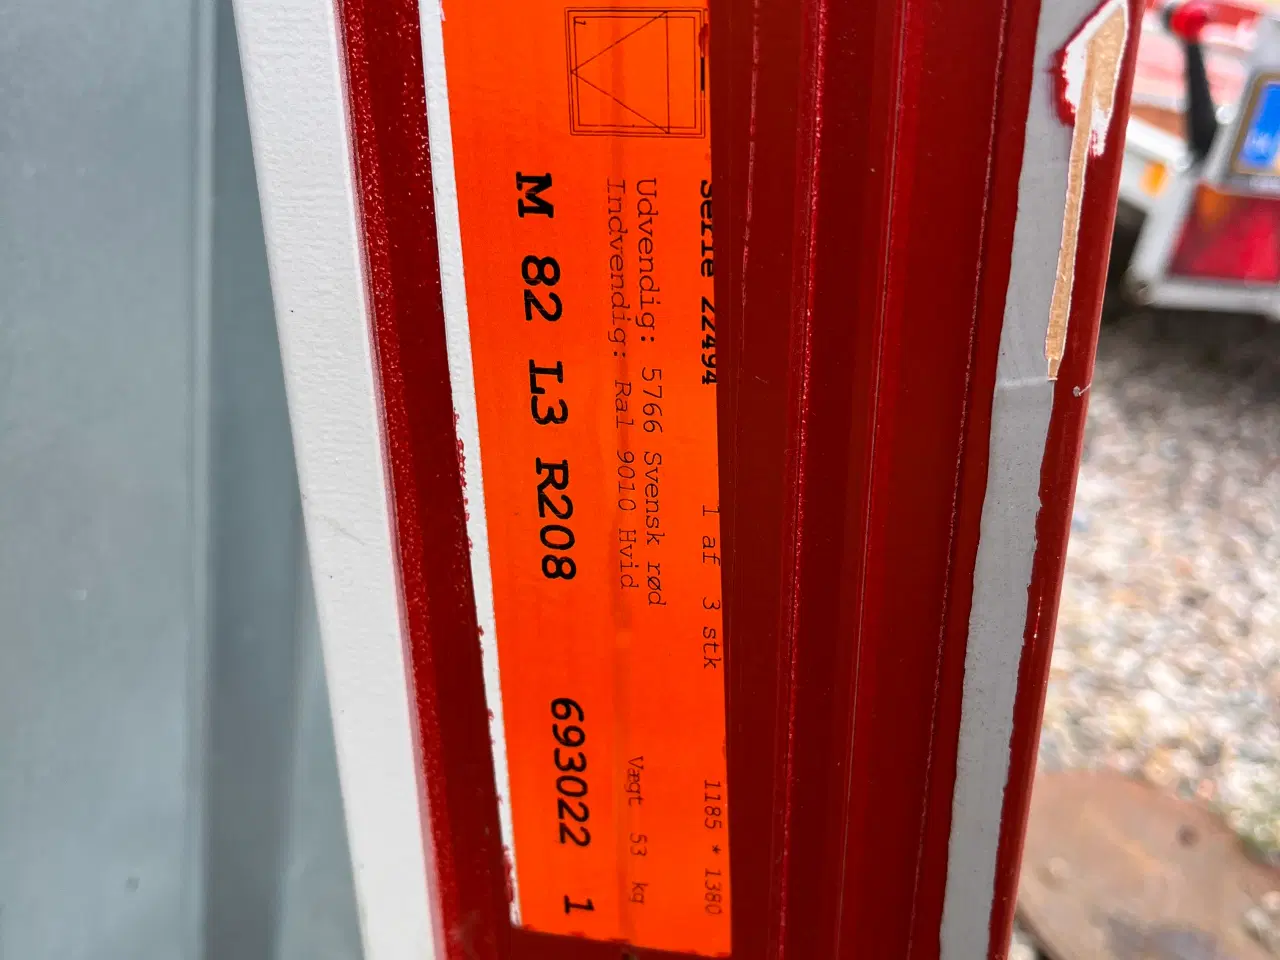 Serie 22494 1 af 3 stk 1185 * 1380
Udvendig: 5766 Svensk rød
Indvendig: Ral 9010 Hvid Vægt 53 kg
M 82 L3 R208 693022 1